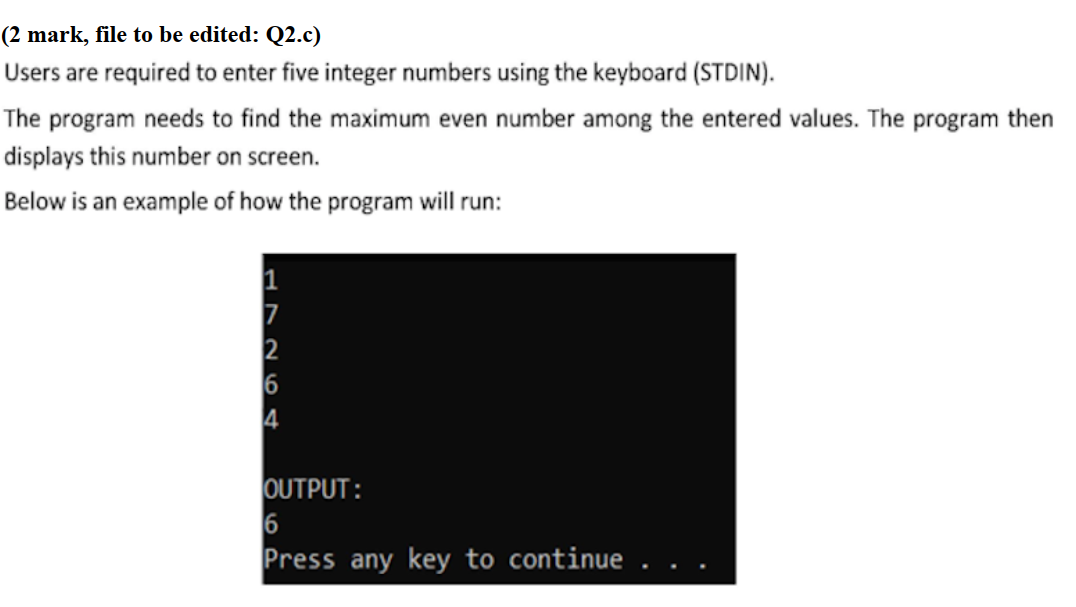 (2 mark, file to be edited: Q2.c)
Users are required to enter five integer numbers using the keyboard (STDIN).
The program needs to find the maximum even number among the entered values. The program then
displays this number on screen.
Below is an example of how the program will run:
1
7
2
6
4
OUTPUT:
6
Press any key to continue . . .